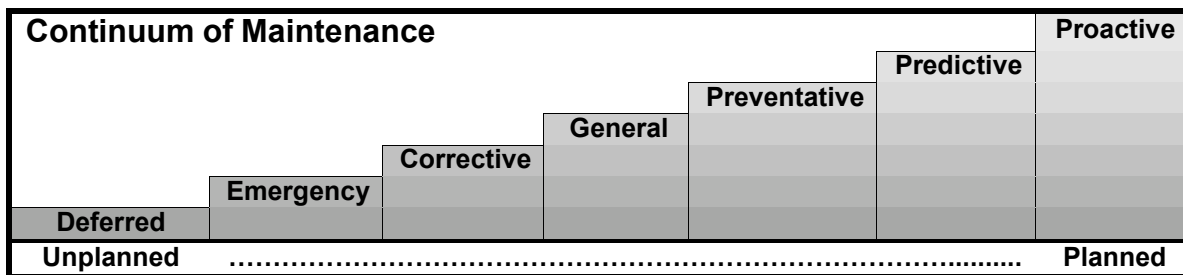 Continuum of Maintenance
Proactive
Predictive
Preventative
General
Corrective
Emergency
Deferred
Unplanned ……………………………………………………………………….......... Planned